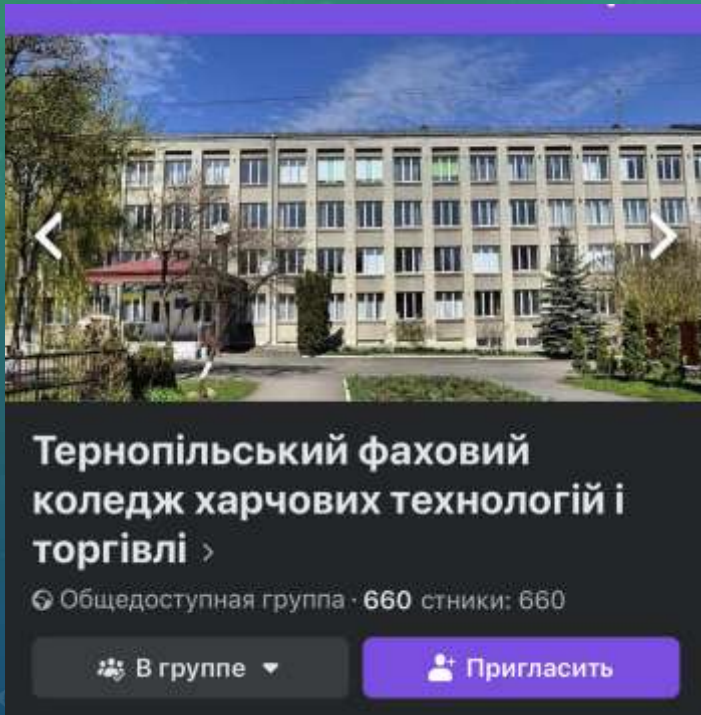 Тернопільський фаховий
коледж харчових технологій і
торгівлі ›
Общедоступная группа · 660 стники: 660
В группе
Пригласить